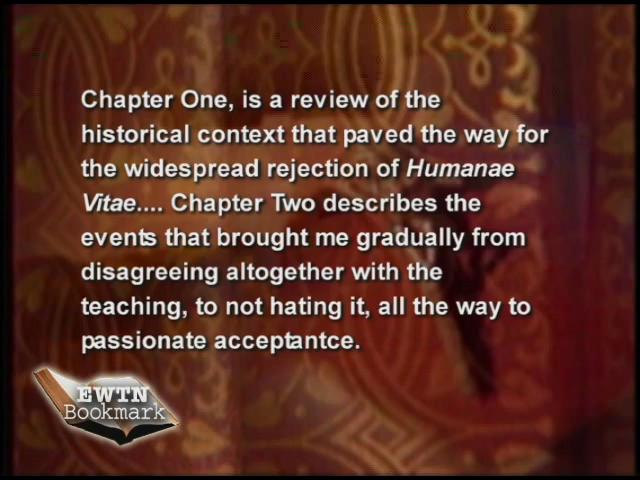 Chapter One, is a review of the
historical context that paved the way for
the widespread rejection of Humanae
Vitae.... Chapter Two describes the
events that brought me gradually from
disagreeing altogether with the
teaching, to not hating it, all the way to
passionate acceptantce.
EWTN
Bookmark